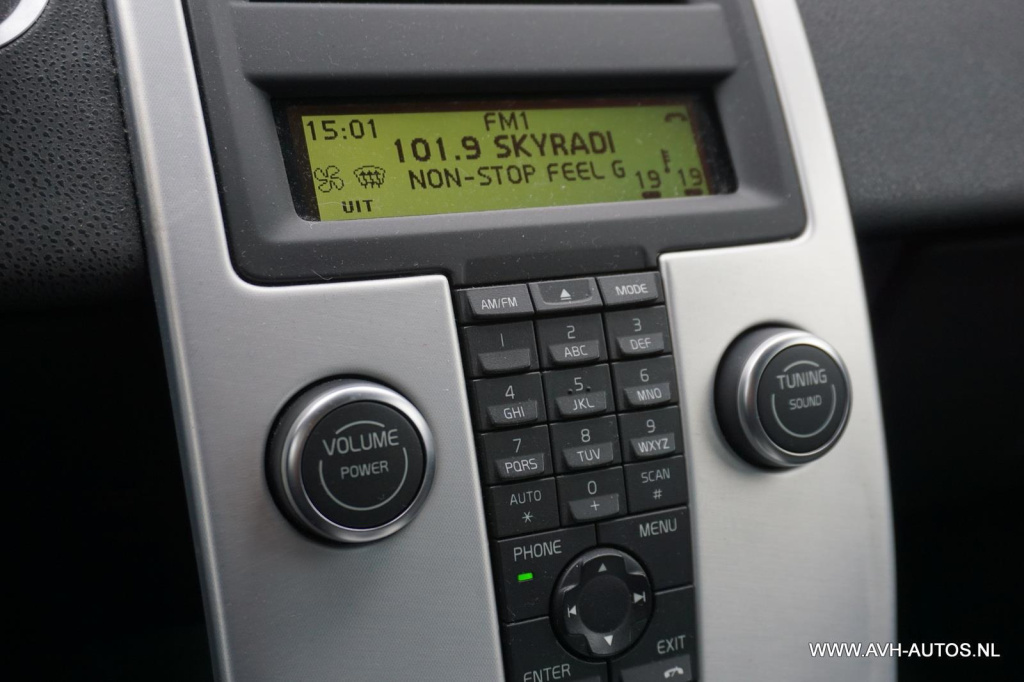 15:01
FM1
101.9 SKYRADI
NON-STOP FEEL G
19 19
UIT
AM/FM
MODE
1
2
ABC
3
DEF
4
GHI
5
JKL
6
MNO
7
PQRS
8
TUV
9
WXYZ
AUTO
*
0
+
SCAN
#
PHONE
MENU
ENTER
EXIT
VOLUME
POWER
TUNING
SOUND
WWW.AVH-AUTOS.NL